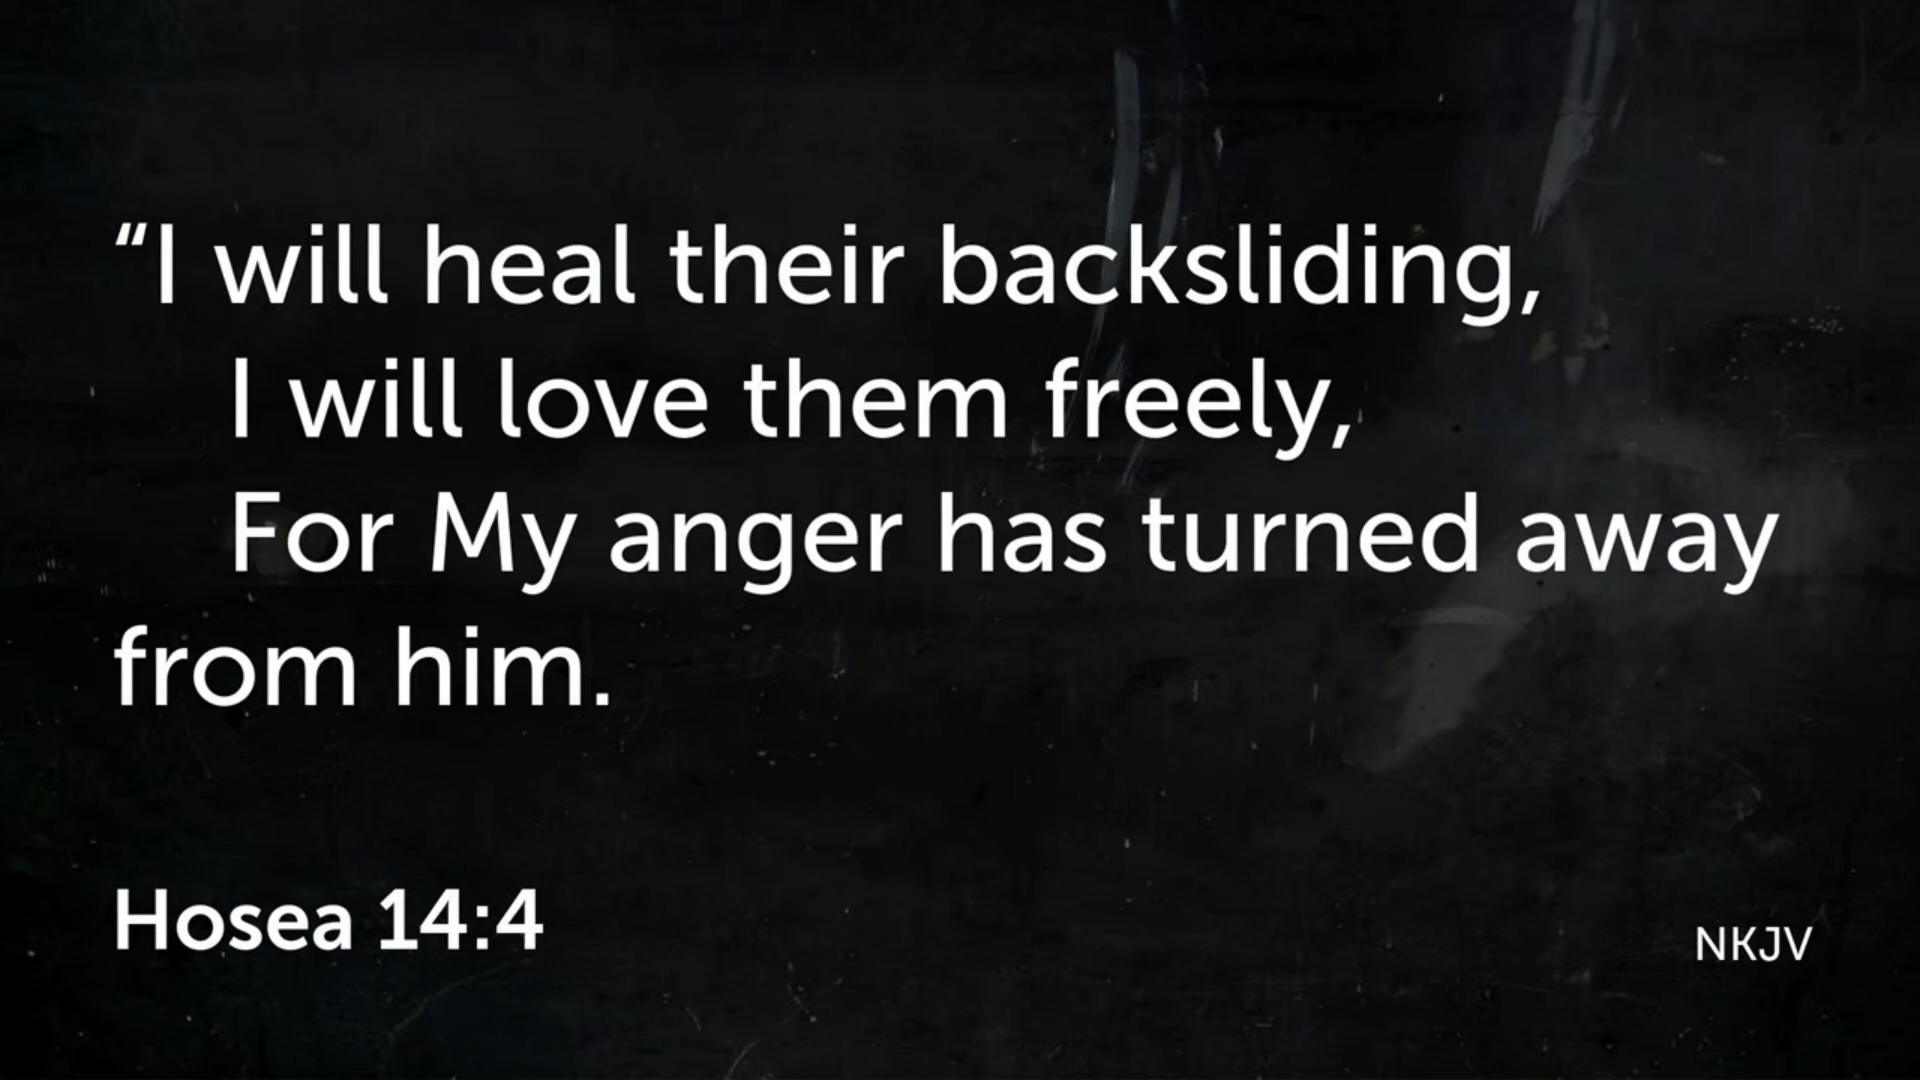 “I will heal their backsliding,
I will love them freely,
For My anger has turned away
from him.
Hosea 14:4
NKJV